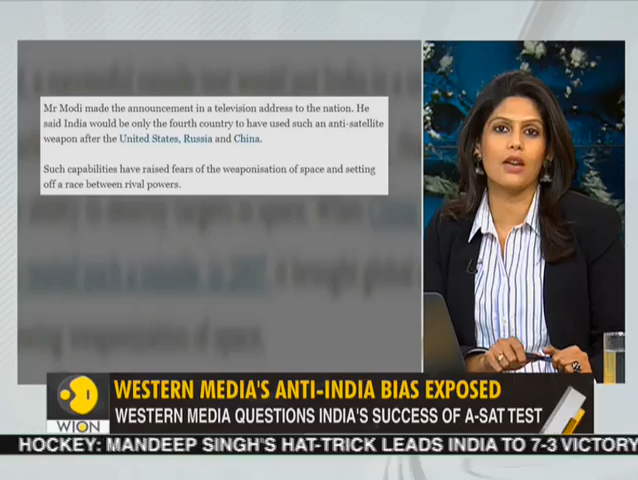 Mr Modi made the announcement in a television address to the nation. He
said India would be only the fourth country to have used such an anti-satellite
weapon after the United States, Russia and China.
Such capabilities have raised fears of the weaponisation of space and setting
off a race between rival powers.
WESTERN MEDIA'S ANTI-INDIA BIAS EXPOSED
WESTERN MEDIA QUESTIONS INDIA'S SUCCESS OF A-SAT TEST
WION
HOCKEY: MANDEEP SINGH'S HAT-TRICK LEADS INDIA TO 7-3 VICTORY